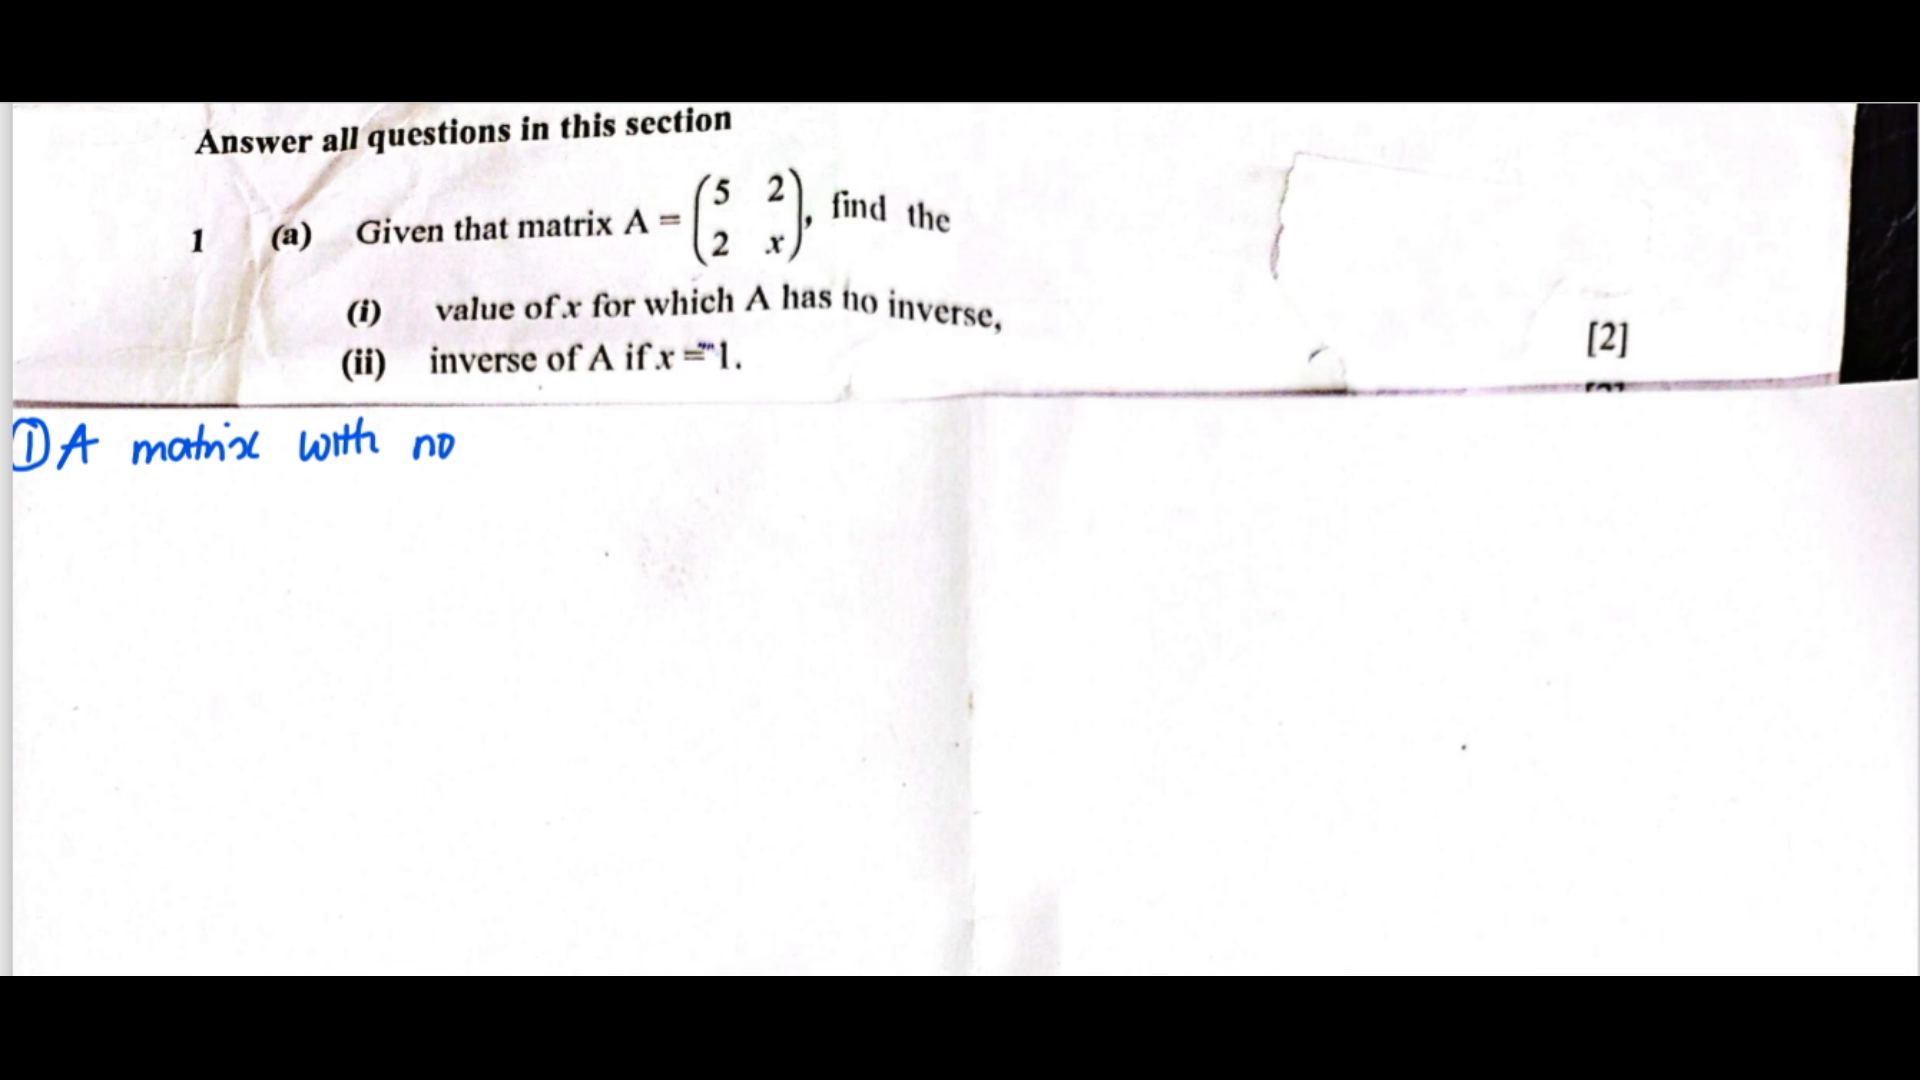 Answer all questions in this section
1 (a) Given that matrix A = (5 2
2 x), find the
(i) value of x for which A has no inverse,
[2]
(ii) inverse of A if x = 1.
① A matrix with no